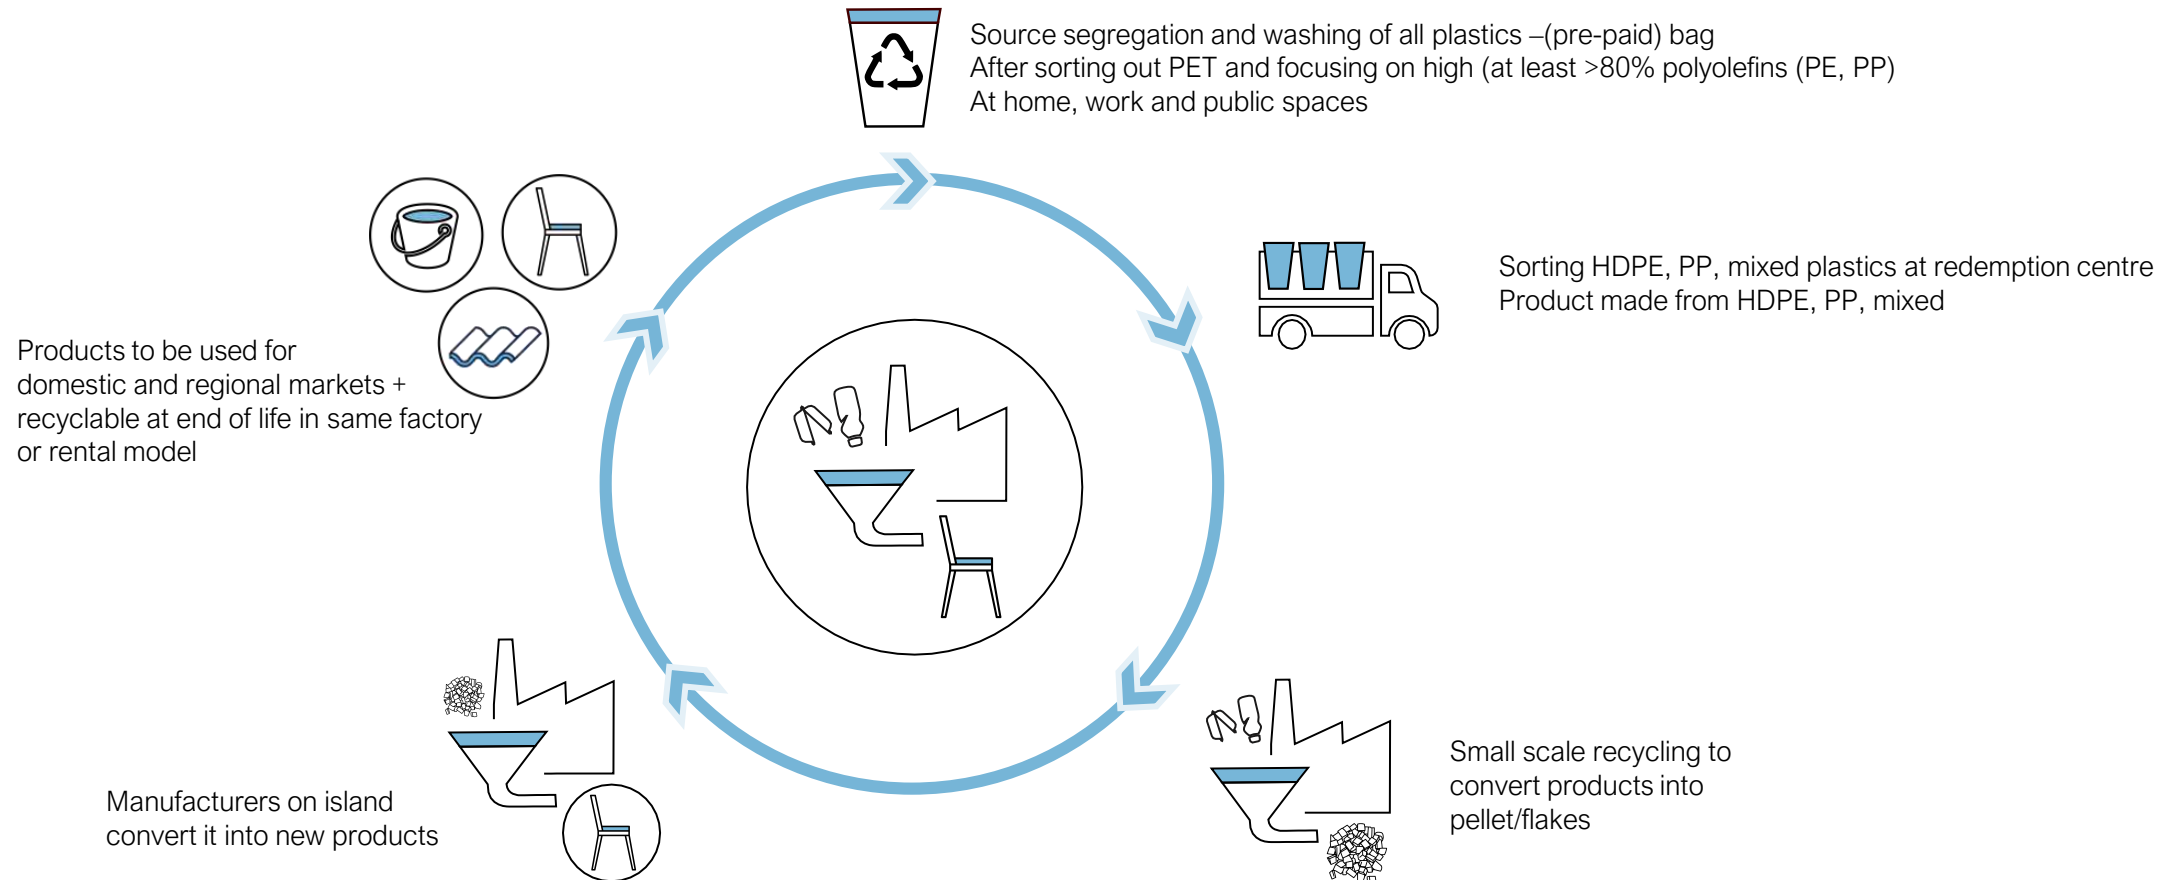 Source segregation and washing of all plastics –(pre-paid) bag
After sorting out PET and focusing on high (at least >80% polyolefins (PE, PP)
At home, work and public spaces
Sorting HDPE, PP, mixed plastics at redemption centre
Product made from HDPE, PP, mixed
Small scale recycling to
convert products into
pellet/flakes
Manufacturers on island
convert it into new products
Products to be used for
domestic and regional markets +
recyclable at end of life in same factory
or rental model